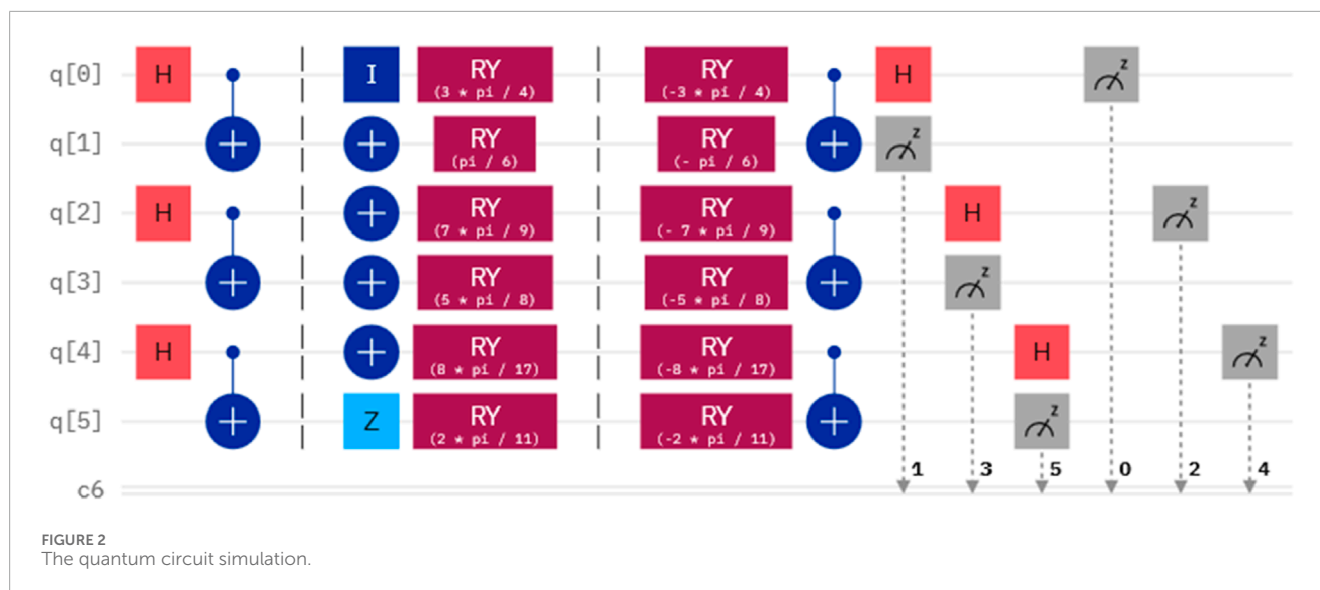 q[0] H I RY (3 * pi / 4) RY (-3 * pi / 4) H z
q[1] RY (pi / 6) RY (- pi / 6) z
q[2] H RY (7 * pi / 9) RY (- 7 * pi / 9) H z
q[3] RY (5 * pi / 8) RY (-5 * pi / 8) z
q[4] H RY (8 * pi / 17) RY (-8 * pi / 17) H z
q[5] Z RY (2 * pi / 11) RY (-2 * pi / 11) z
c6 1 3 5 0 2 4
FIGURE 2
The quantum circuit simulation.